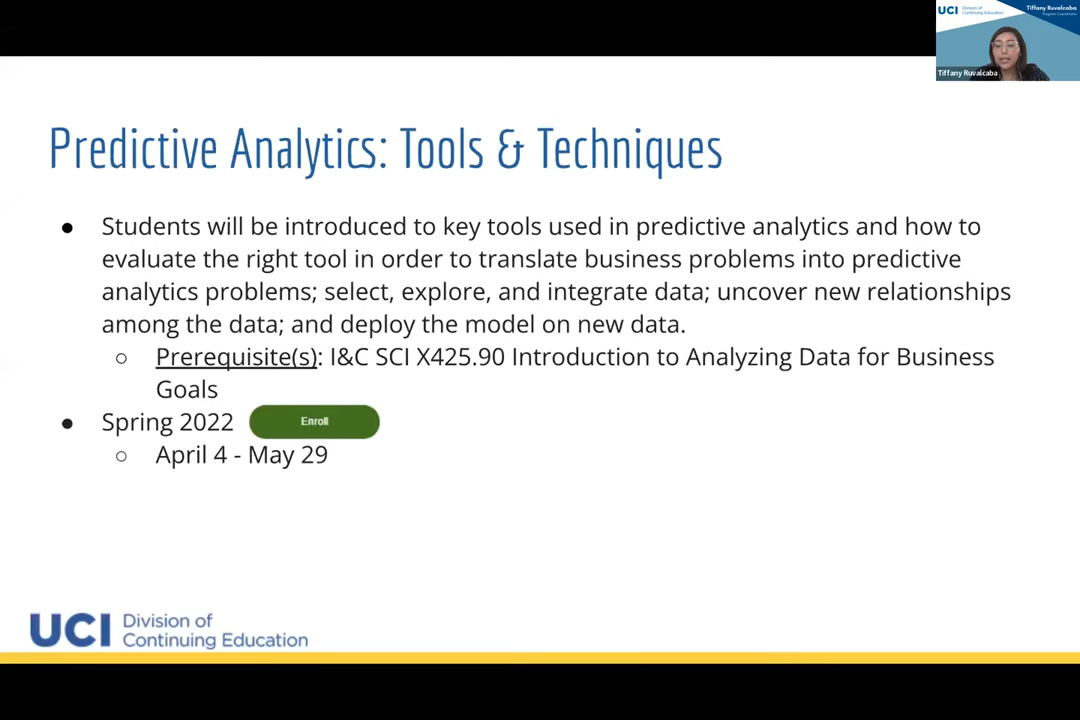 UCI Division of Continuing Education
Tiffany Ruvalcaba
Program Coordinator
Tiffany Ruvalcaba
Predictive Analytics: Tools & Techniques
● Students will be introduced to key tools used in predictive analytics and how to
evaluate the right tool in order to translate business problems into predictive
analytics problems; select, explore, and integrate data; uncover new relationships
among the data; and deploy the model on new data.
○ Prerequisite(s): I&C SCI X425.90 Introduction to Analyzing Data for Business
Goals
● Spring 2022 Enroll
○ April 4 - May 29
UCI Division of
Continuing Education